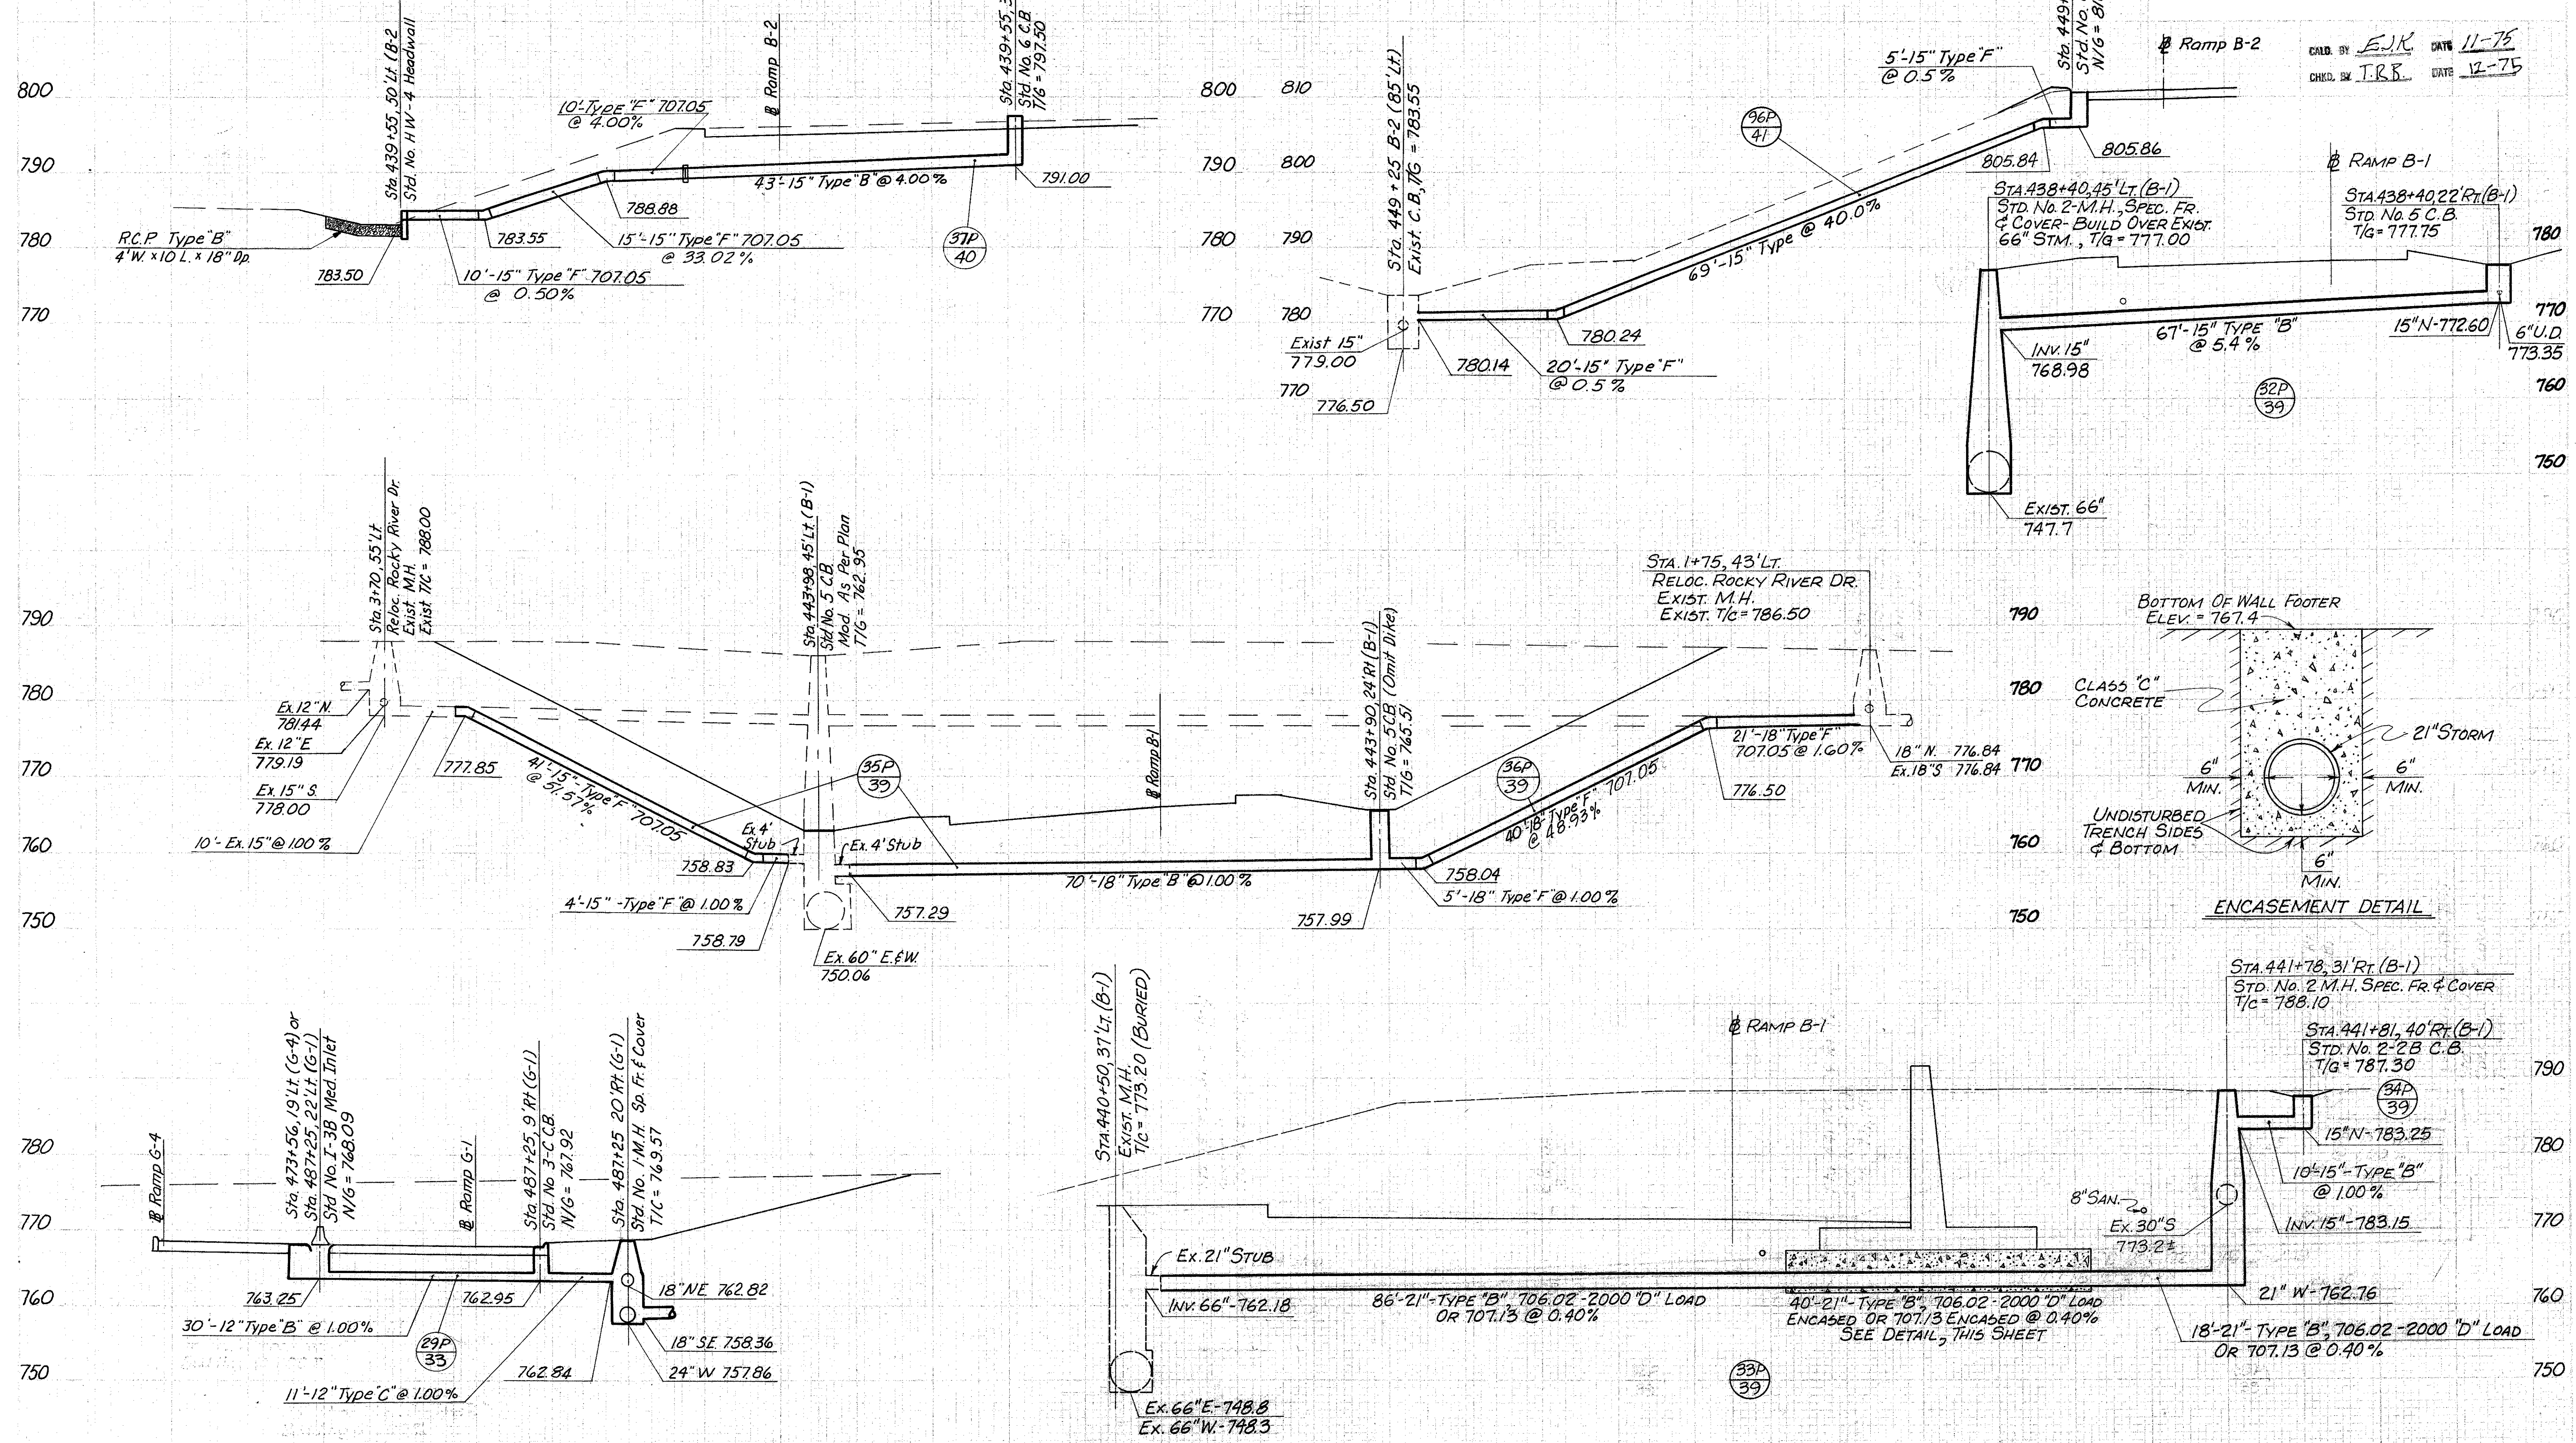 Sta. 439+55, 50' Lt. (B-2
Std. No. HW-4 Headwall
10'-Type "F" 707.05
@ 4.00%
℄ Ramp B-2
Sta. 439+55,
Std. No. 6 C.B.
T/G = 797.50
800
790
780
770
43'-15" Type "B" @ 4.00%
791.00
788.88
783.55
15'-15" Type "F" 707.05
@ 33.02%
37P
40
R.C.P. Type "B"
4'W. x 10 L. x 18" Dp.
783.50
10'-15" Type "F" 707.05
@ 0.50%
800
790
780
770
810
800
790
780
770
Sta. 449+25 B-2 (85' Lt)
Exist. C.B., T/G = 783.55
96P
41
5'-15" Type "F"
@ 0.5%
Sta. 449+
Std. No.
N/G = 81
℄ Ramp B-2
CALD. BY E.J.K. DATE 11-75
CHKD. BY T.R.B. DATE 12-75
805.84
805.86
69'-15" Type @ 40.0%
Exist 15"
779.00
780.24
780.14
20'-15" Type "F"
@ 0.5%
776.50
℄ RAMP B-1
STA. 438+40, 45' LT. (B-1)
STD. NO. 2-M.H., SPEC. FR.
& COVER-BUILD OVER EXIST.
66" STM., T/G = 777.00
STA. 438+40, 22' RT. (B-1)
STD. NO. 5 C.B.
T/G = 777.75
780
770
760
750
67'-15" TYPE "B"
@ 5.4%
15" N-772.60
6" U.D.
773.35
INV. 15"
768.98
32P
39
EXIST. 66"
747.7
790
780
770
760
750
Sta. 3+70, 55' Lt.
Reloc. Rocky River Dr.
Exist. M.H.
Exist T/C = 788.00
Sta. 443+98, 45' Lt. (B-1)
Std No. 5 C.B.
Mod. As Per Plan
T/G = 762.95
Ex. 12" N.
781.44
Ex. 12" E
779.19
Ex. 15" S.
778.00
10'- Ex. 15" @ 1.00%
777.85
41'-15" Type "F" 707.05
@ 51.57%
35P
39
Ex. 4'
Stub
Ex. 4' Stub
758.83
4'-15" -Type "F" @ 1.00%
758.79
757.29
Ex. 60" E.&W.
750.06
70'-18" Type "B" @ 1.00%
℄ Ramp B-1
Sta. 443+90, 24' Rt (B-1)
Std. No. 5 C.B. (Omit Dike)
T/G = 765.51
36P
39
40'-18" Type "F" 707.05
@ 48.93%
758.04
5'-18" Type "F" @ 1.00%
757.99
STA. 1+75, 43' LT.
RELOC. ROCKY RIVER DR.
EXIST. M.H.
EXIST. T/C = 786.50
21'-18" Type "F"
707.05 @ 1.60%
776.50
18" N. 776.84
Ex. 18" S 776.84
790
780
770
760
750
BOTTOM OF WALL FOOTER
ELEV. = 767.4
CLASS "C"
CONCRETE
21" STORM
6"
MIN.
6"
MIN.
UNDISTURBED
TRENCH SIDES
& BOTTOM
6"
MIN.
ENCASEMENT DETAIL
780
770
760
750
℄ Ramp G-4
Sta. 473+56, 19' Lt. (G-4) or
Sta. 487+25, 22' Lt. (G-1)
Std No. I-3B Med. Inlet
N/G = 768.09
℄ Ramp G-1
Sta. 487+25, 9' Rt (G-1)
Std. No. 3-C C.B.
N/G = 767.92
Sta. 487+25 20' Rt. (G-1)
Std. No. 1-M.H. Sp. Fr. & Cover
T/C = 769.57
763.25
762.95
18" NE 762.82
30'-12" Type "B" @ 1.00%
29P
33
18" SE. 758.36
762.84
24" W 757.86
11'-12" Type "C" @ 1.00%
STA. 440+50, 37' LT. (B-1)
EXIST. M.H.
T/C = 773.20 (BURIED)
℄ RAMP B-1
STA. 441+78, 31' RT. (B-1)
STD. NO. 2 M.H. SPEC. FR. & COVER
T/C = 788.10
STA. 441+81, 40' RT. (B-1)
STD. NO. 2-2B C.B.
T/G = 787.30
34P
39
15" N-783.25
10'-15"-TYPE "B"
@ 1.00%
8" SAN.
EX. 30" S
773.2±
INV. 15"-783.15
EX. 21" STUB
INV. 66"-762.18
86'-21"-TYPE "B", 706.02-2000 "D" LOAD
OR 707.13 @ 0.40%
40'-21"-TYPE "B", 706.02-2000 "D" LOAD
ENCASED OR 707.13 ENCASED @ 0.40%
SEE DETAIL, THIS SHEET
21" W-762.76
18'-21"-TYPE "B", 706.02-2000 "D" LOAD
OR 707.13 @ 0.40%
33P
39
EX. 66" E-748.8
EX. 66" W-748.3
790
780
770
760
750